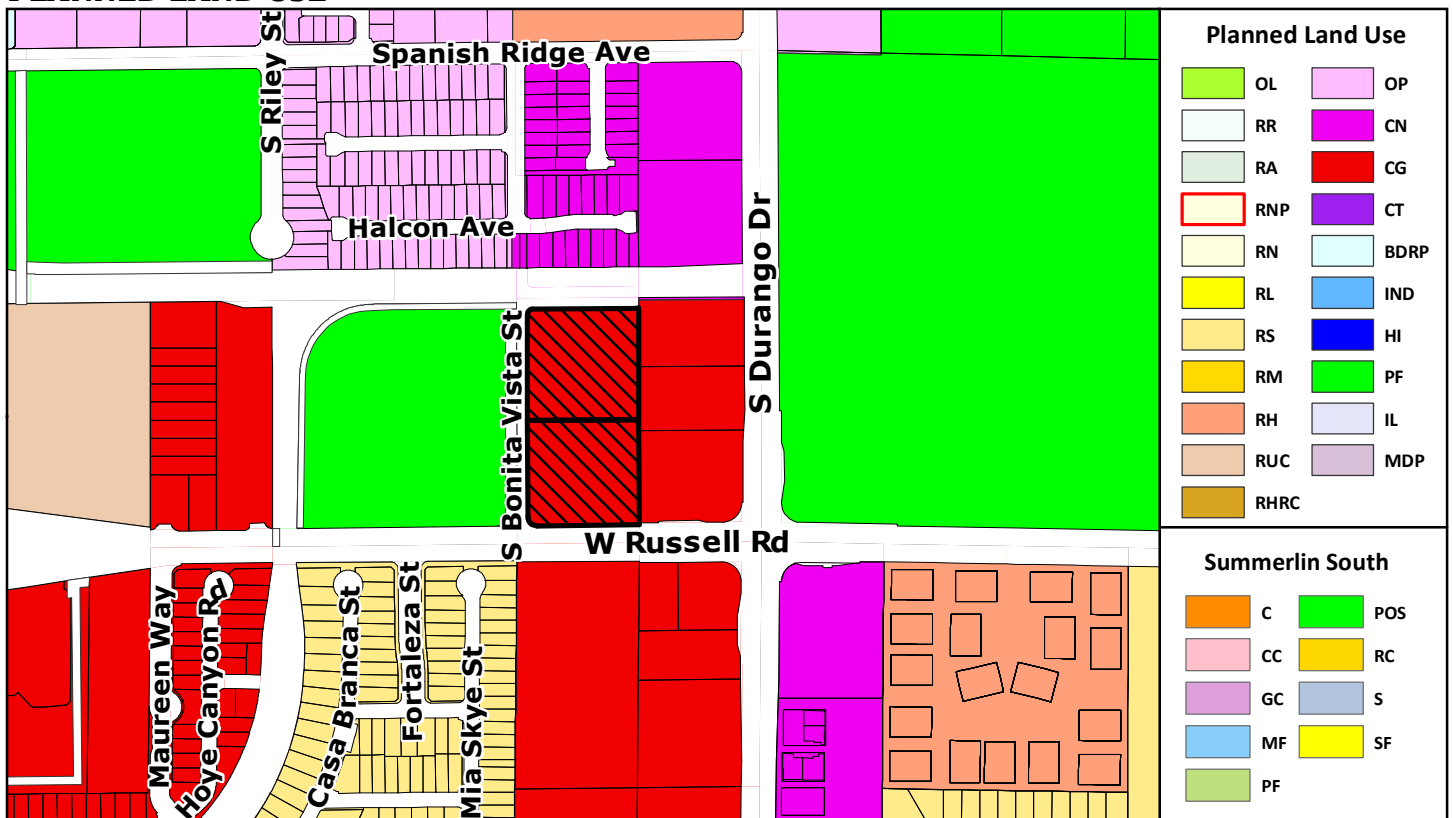 PLANNED LAND USE
Spanish Ridge Ave
S Riley St
Halcon Ave
S Durango Dr
S Bonita Vista St
W Russell Rd
Maureen Way
Hoye Canyon Rd
Casa Branca St
Fortaleza St
Mia Skye St
Planned Land Use
OL
OP
RR
CN
RA
CG
RNP
CT
RN
BDRP
RL
IND
RS
HI
RM
PF
RH
IL
RUC
MDP
RHRC
Summerlin South
C
POS
CC
RC
GC
S
MF
SF
PF